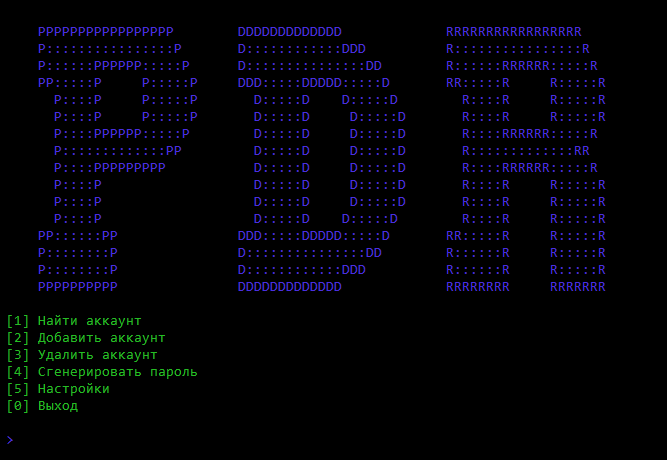 PPPPPPPPPPPPPPPPP        DDDDDDDDDDDDD             RRRRRRRRRRRRRRRRR
P::::::::::::::::P       D::::::::::::DDD          R::::::::::::::::R
P::::::PPPPPP:::::P      D:::::::::::::::DD        R::::::RRRRRR:::::R
PP:::::P     P:::::P     DDD:::::DDDDD:::::D       RR:::::R     R:::::R
  P::::P     P:::::P       D:::::D    D:::::D        R::::R     R:::::R
  P::::P     P:::::P       D:::::D     D:::::D       R::::R     R:::::R
  P::::PPPPPP:::::P        D:::::D     D:::::D       R::::RRRRRR:::::R
  P:::::::::::::PP         D:::::D     D:::::D       R:::::::::::::RR
  P::::PPPPPPPPP           D:::::D     D:::::D       R::::RRRRRR:::::R
  P::::P                   D:::::D     D:::::D       R::::R     R:::::R
  P::::P                   D:::::D     D:::::D       R::::R     R:::::R
  P::::P                   D:::::D    D:::::D        R::::R     R:::::R
PP::::::PP               DDD:::::DDDDD:::::D       RR:::::R     R:::::R
P::::::::P               D:::::::::::::::DD        R::::::R     R:::::R
P::::::::P               D::::::::::::DDD          R::::::R     R:::::R
PPPPPPPPPP               DDDDDDDDDDDDD             RRRRRRRR     RRRRRRR
[1] Найти аккаунт
[2] Добавить аккаунт
[3] Удалить аккаунт
[4] Сгенерировать пароль
[5] Настройки
[0] Выход
>